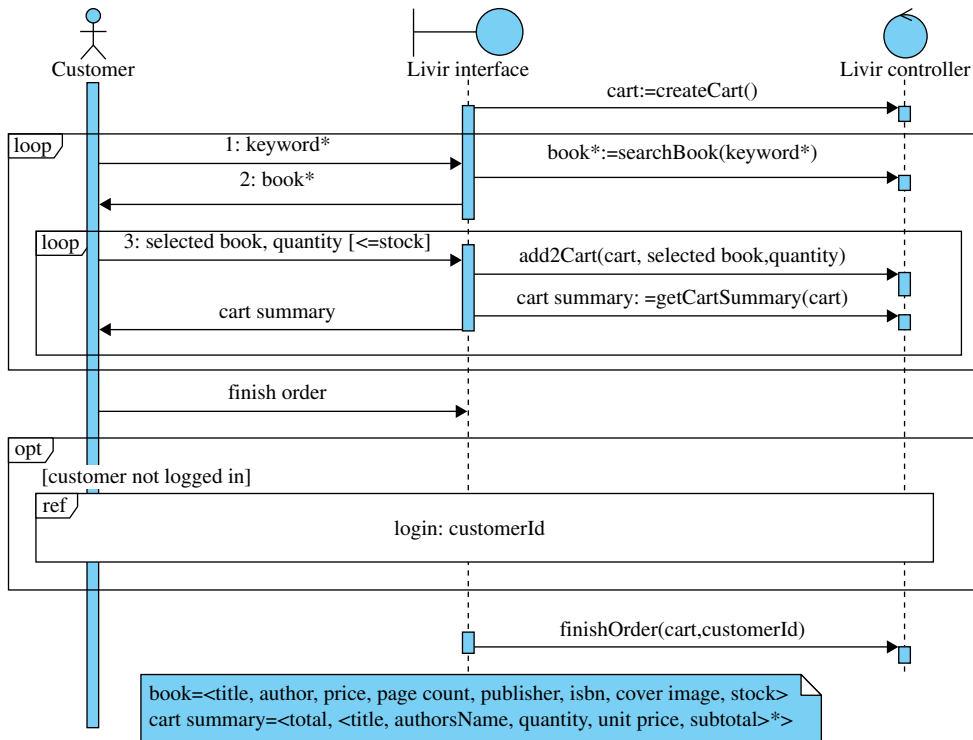 Customer
Livir interface
Livir controller
cart:=createCart()
loop
1: keyword*
book*:=searchBook(keyword*)
2: book*
loop
3: selected book, quantity [<=stock]
add2Cart(cart, selected book,quantity)
cart summary: =getCartSummary(cart)
cart summary
finish order
opt
[customer not logged in]
ref
login: customerId
finishOrder(cart,customerId)
book=<title, author, price, page count, publisher, isbn, cover image, stock>
cart summary=<total, <title, authorsName, quantity, unit price, subtotal>*>